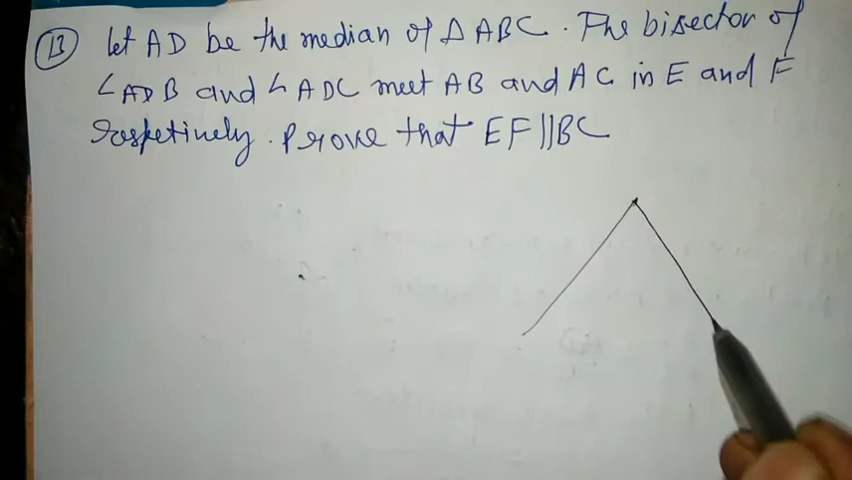 13 let AD be the median of Δ ABC. The bisector of
∠ADB and ∠ADC meet AB and AC in E and F
respetively. Prove that EF||BC